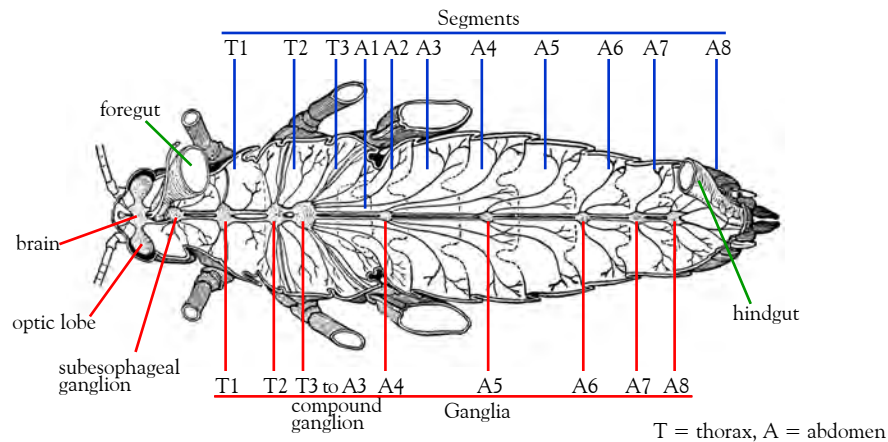 Segments
T1 T2 T3 A1 A2 A3 A4 A5 A6 A7 A8
foregut
brain
optic lobe
hindgut
subesophageal
ganglion
T1 T2 T3 to A3 A4 A5 A6 A7 A8
compound
ganglion
Ganglia
T = thorax, A = abdomen